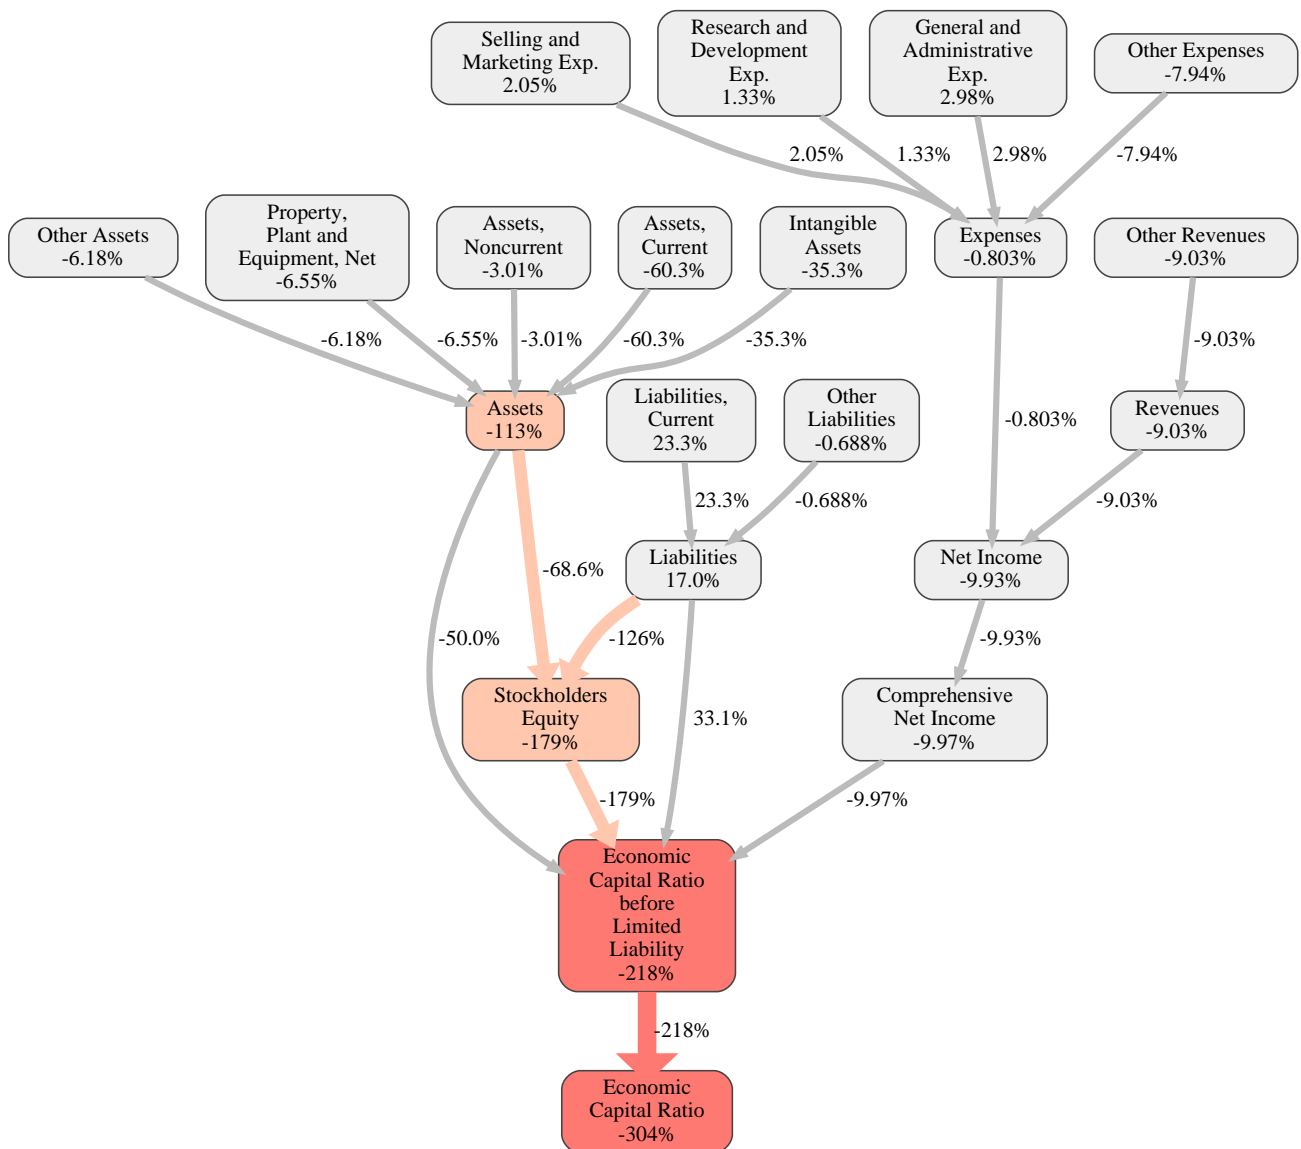 Selling and
Marketing Exp.
2.05%
Research and
Development
Exp.
1.33%
General and
Administrative
Exp.
2.98%
Other Expenses
-7.94%
2.05%
1.33%
2.98%
-7.94%
Other Assets
-6.18%
Property,
Plant and
Equipment, Net
-6.55%
Assets,
Noncurrent
-3.01%
Assets,
Current
-60.3%
Intangible
Assets
-35.3%
Expenses
-0.803%
Other Revenues
-9.03%
-6.18%
-6.55%
-3.01%
-60.3%
-35.3%
-9.03%
Assets
-113%
Liabilities,
Current
23.3%
Other
Liabilities
-0.688%
-0.803%
Revenues
-9.03%
23.3%
-0.688%
-9.03%
-68.6%
Liabilities
17.0%
Net Income
-9.93%
-50.0%
-126%
-9.93%
Stockholders
Equity
-179%
33.1%
Comprehensive
Net Income
-9.97%
-179%
-9.97%
Economic
Capital Ratio
before
Limited
Liability
-218%
-218%
Economic
Capital Ratio
-304%